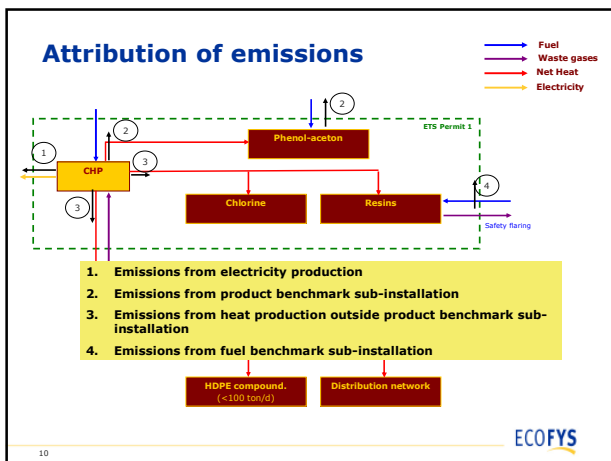 Attribution of emissions
Fuel
Waste gases
Net Heat
Electricity
2
2
ETS Permit 1
Phenol-aceton
1
CHP
3
4
3
Chlorine
Resins
Safety flaring
1. Emissions from electricity production
2. Emissions from product benchmark sub-installation
3. Emissions from heat production outside product benchmark sub-
installation
4. Emissions from fuel benchmark sub-installation
HDPE compound.
(<100 ton/d)
Distribution network
ECOFYS
10